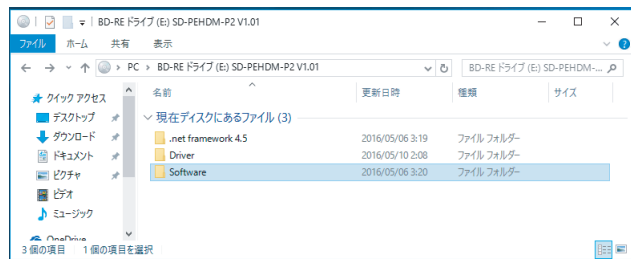 BD-RE ドライブ (E:) SD-PEHDM-P2 V1.01
ファイル ホーム 共有 表示
PC > BD-RE ドライブ (E:) SD-PEHDM-P2 V1.01 BD-RE ドライブ (E:) SD-PEHDM-...
クイック アクセス
デスクトップ
ダウンロード
ドキュメント
ピクチャ
ビデオ
ミュージック
OneDrive
名前 更新日時 種類 サイズ
現在ディスクにあるファイル (3)
.net framework 4.5 2016/05/06 3:19 ファイル フォルダー
Driver 2016/05/10 2:08 ファイル フォルダー
Software 2016/05/06 3:20 ファイル フォルダー
3 個の項目 1 個の項目を選択